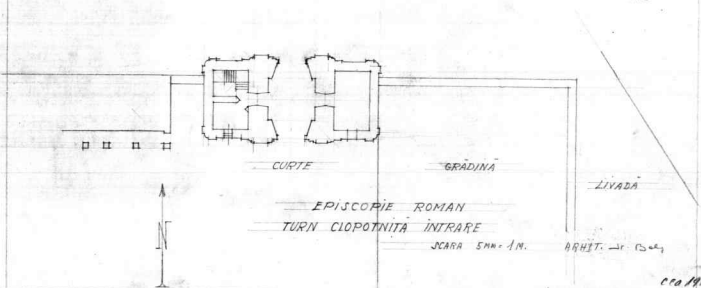 CURTE
GRĂDINĂ
LIVADĂ
EPISCOPIE ROMAN
TURN CLOPOTNIȚĂ INTRARE
SCARA 5MM = 1M. ARHIT.
N